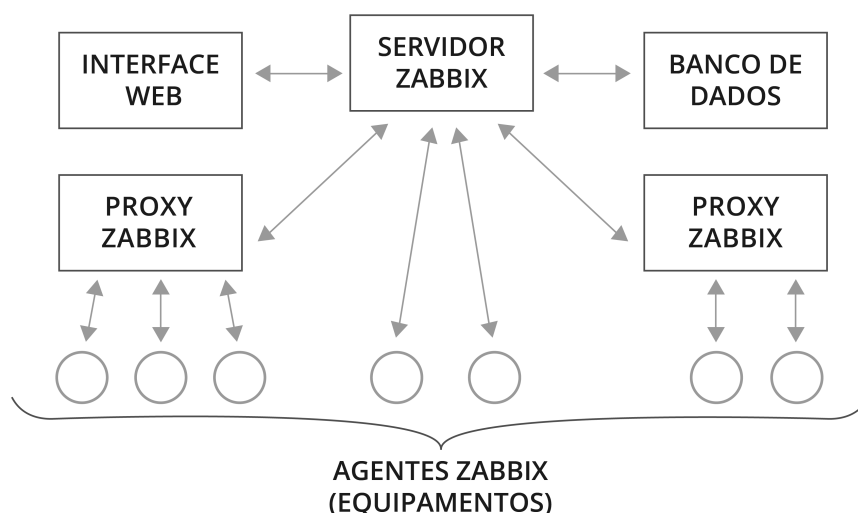 INTERFACE
WEB
SERVIDOR
ZABBIX
BANCO DE
DADOS
PROXY
ZABBIX
PROXY
ZABBIX
AGENTES ZABBIX
(EQUIPAMENTOS)